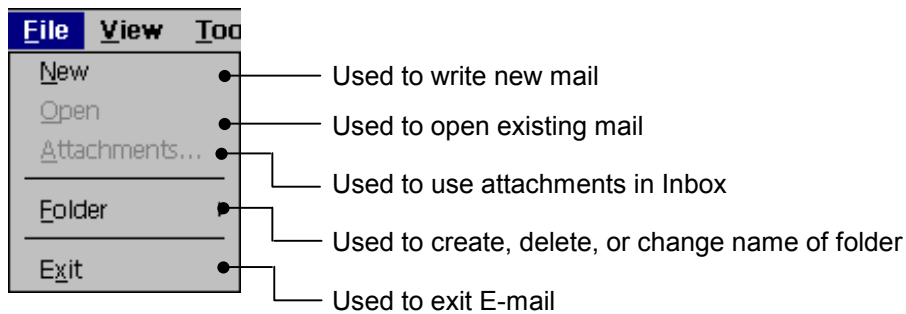 File View Too
New
Used to write new mail
Open
Used to open existing mail
Attachments...
Used to use attachments in Inbox
Folder
Used to create, delete, or change name of folder
Exit
Used to exit E-mail